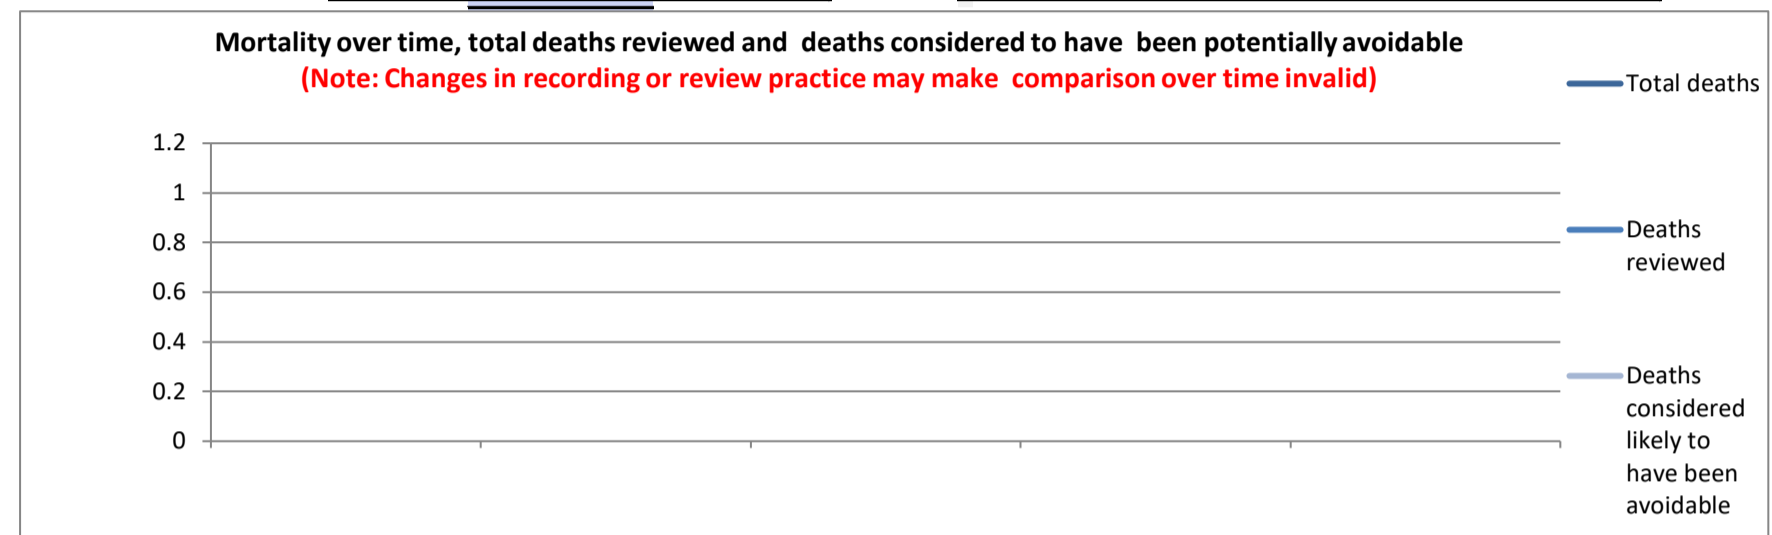 Mortality over time, total deaths reviewed and deaths considered to have been potentially avoidable
(Note: Changes in recording or review practice may make comparison over time invalid)
Total deaths
1.2
1
0.8
Deaths
reviewed
0.6
0.4
0.2
0
Deaths
considered
likely to
have been
avoidable